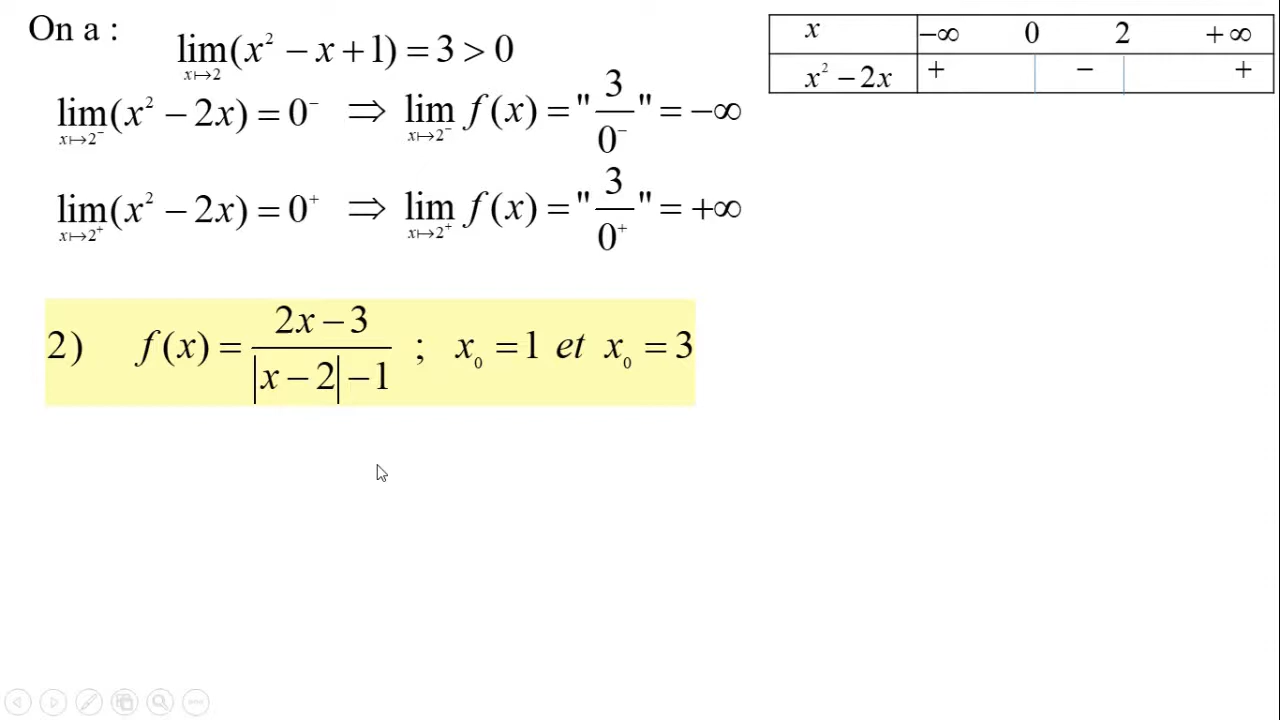 On a :
lim(x² − x + 1) = 3 > 0
x↦2
lim(x² − 2x) = 0⁻ ⇒ lim f(x) = "3/0⁻" = −∞
x↦2⁻ x↦2⁻
lim(x² − 2x) = 0⁺ ⇒ lim f(x) = "3/0⁺" = +∞
x↦2⁺ x↦2⁺
x −∞ 0 2 +∞
x² − 2x + − +
2) f(x) = (2x − 3)/(|x − 2| − 1) ; x₀ = 1 et x₀ = 3